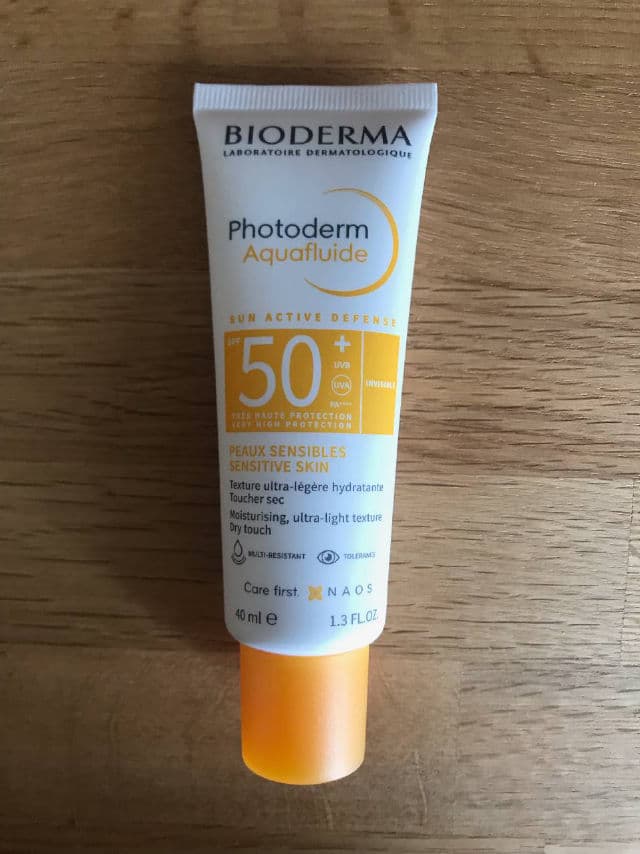 BIODERMA
LABORATOIRE DERMATOLOGIQUE
Photoderm
Aquafluide
SUN ACTIVE DEFENSE
SPF 50+
UVB
UVA
PA++++
INVISIBLE
TRÈS HAUTE PROTECTION
VERY HIGH PROTECTION
PEAUX SENSIBLES
SENSITIVE SKIN
Texture ultra-légère hydratante
Toucher sec
Moisturising, ultra-light texture
Dry touch
MULTI-RESISTANT TOLERANCE
Care first. NAOS
40 ml e 1.3 FL.OZ.